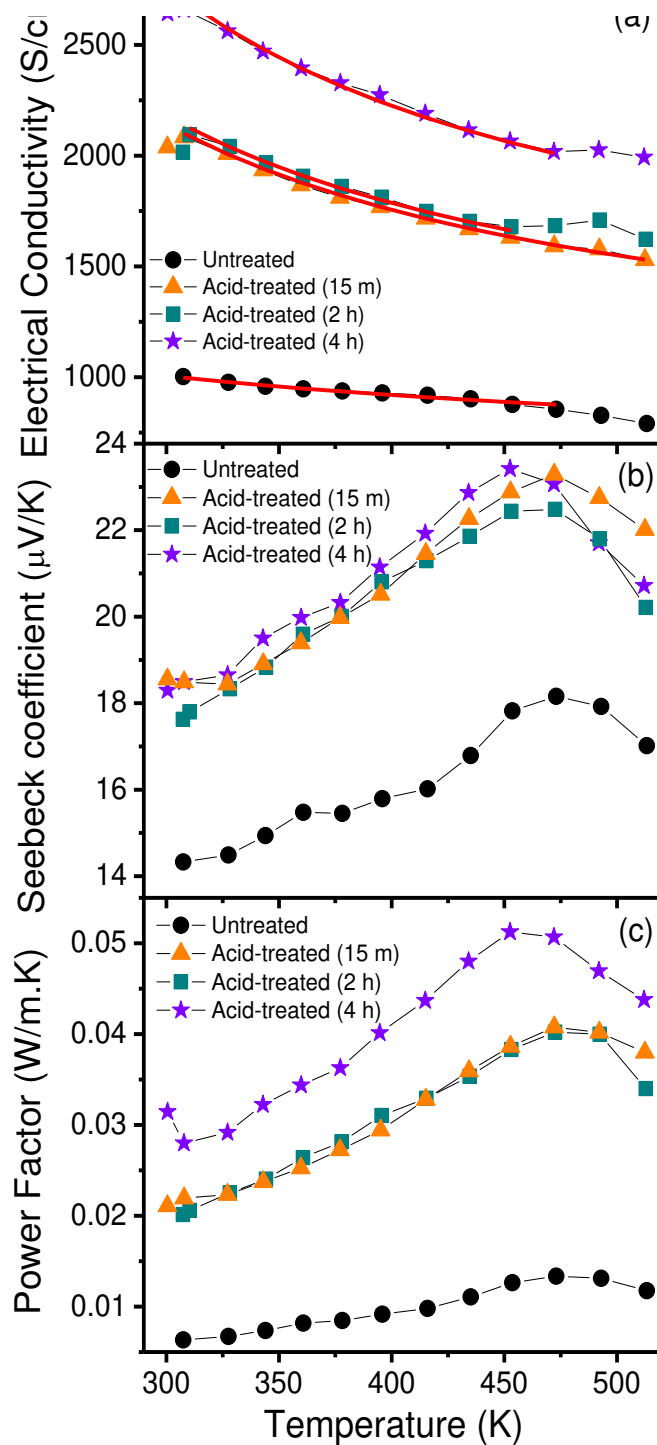 (a)
Electrical Conductivity (S/c
2500
2000
1500
1000
Untreated
Acid-treated (15 m)
Acid-treated (2 h)
Acid-treated (4 h)
(b)
Seebeck coefficient (μV/K)
24
22
20
18
16
14
Untreated
Acid-treated (15 m)
Acid-treated (2 h)
Acid-treated (4 h)
(c)
Power Factor (W/m.K)
0.05
0.04
0.03
0.02
0.01
Untreated
Acid-treated (15 m)
Acid-treated (2 h)
Acid-treated (4 h)
300 350 400 450 500
Temperature (K)